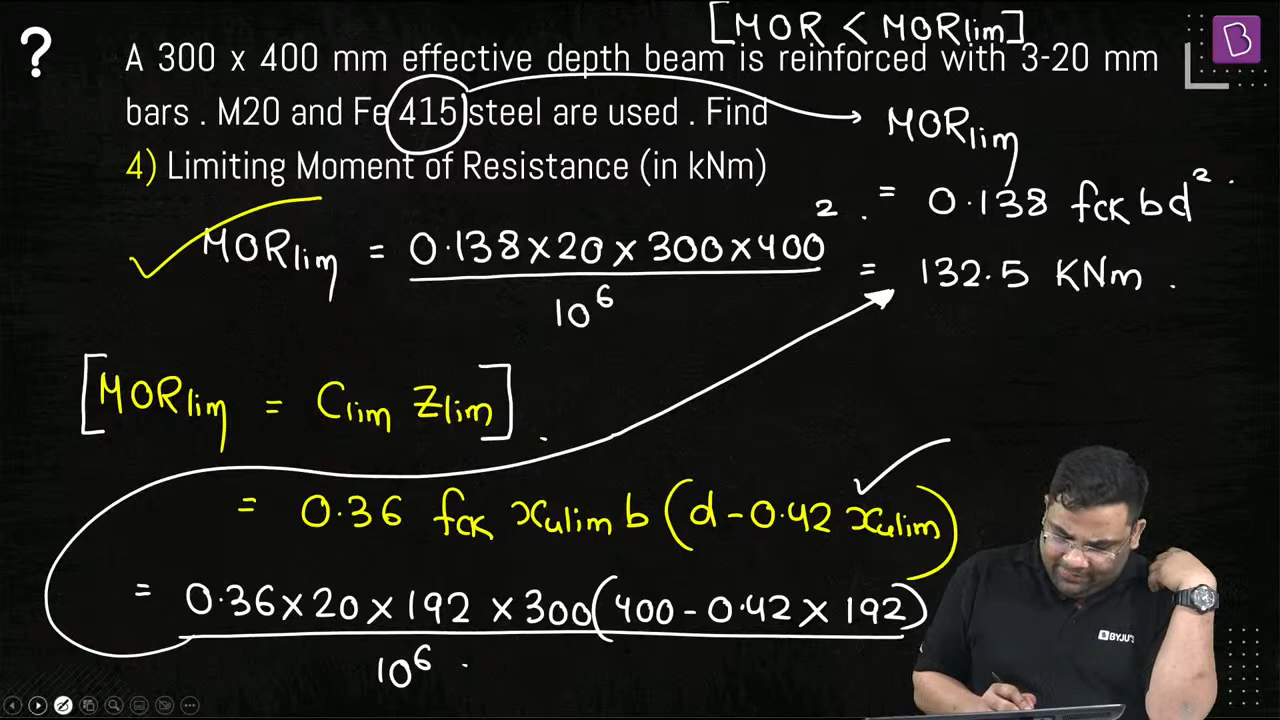 ?
[MOR < MORlim]
A 300 x 400 mm effective depth beam is reinforced with 3-20 mm
bars . M20 and Fe 415 steel are used . Find
4) Limiting Moment of Resistance (in kNm)
MORlim
= 0.138 fck bd² .
MORlim = 0.138 x 20 x 300 x 400² / 10⁶ . = 132.5 KNm .
[MORlim = Clim Zlim] .
= 0.36 fck xulim b (d - 0.42 xulim)
= 0.36 x 20 x 192 x 300 (400 - 0.42 x 192) / 10⁶ .
B BYJU'S